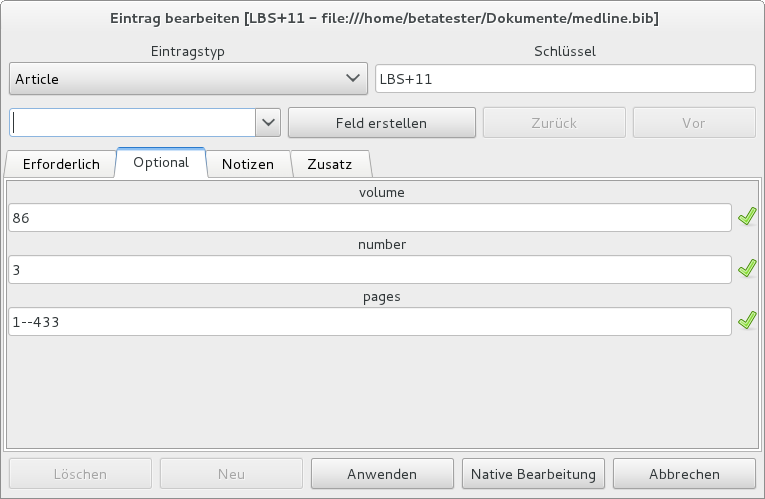 Eintrag bearbeiten [LBS+11 – file:///home/betatester/Dokumente/medline.bib]
Eintragstyp Schlüssel
Article LBS+11
Feld erstellen Zurück Vor
Erforderlich Optional Notizen Zusatz
volume
86
number
3
pages
1--433
Löschen Neu Anwenden Native Bearbeitung Abbrechen